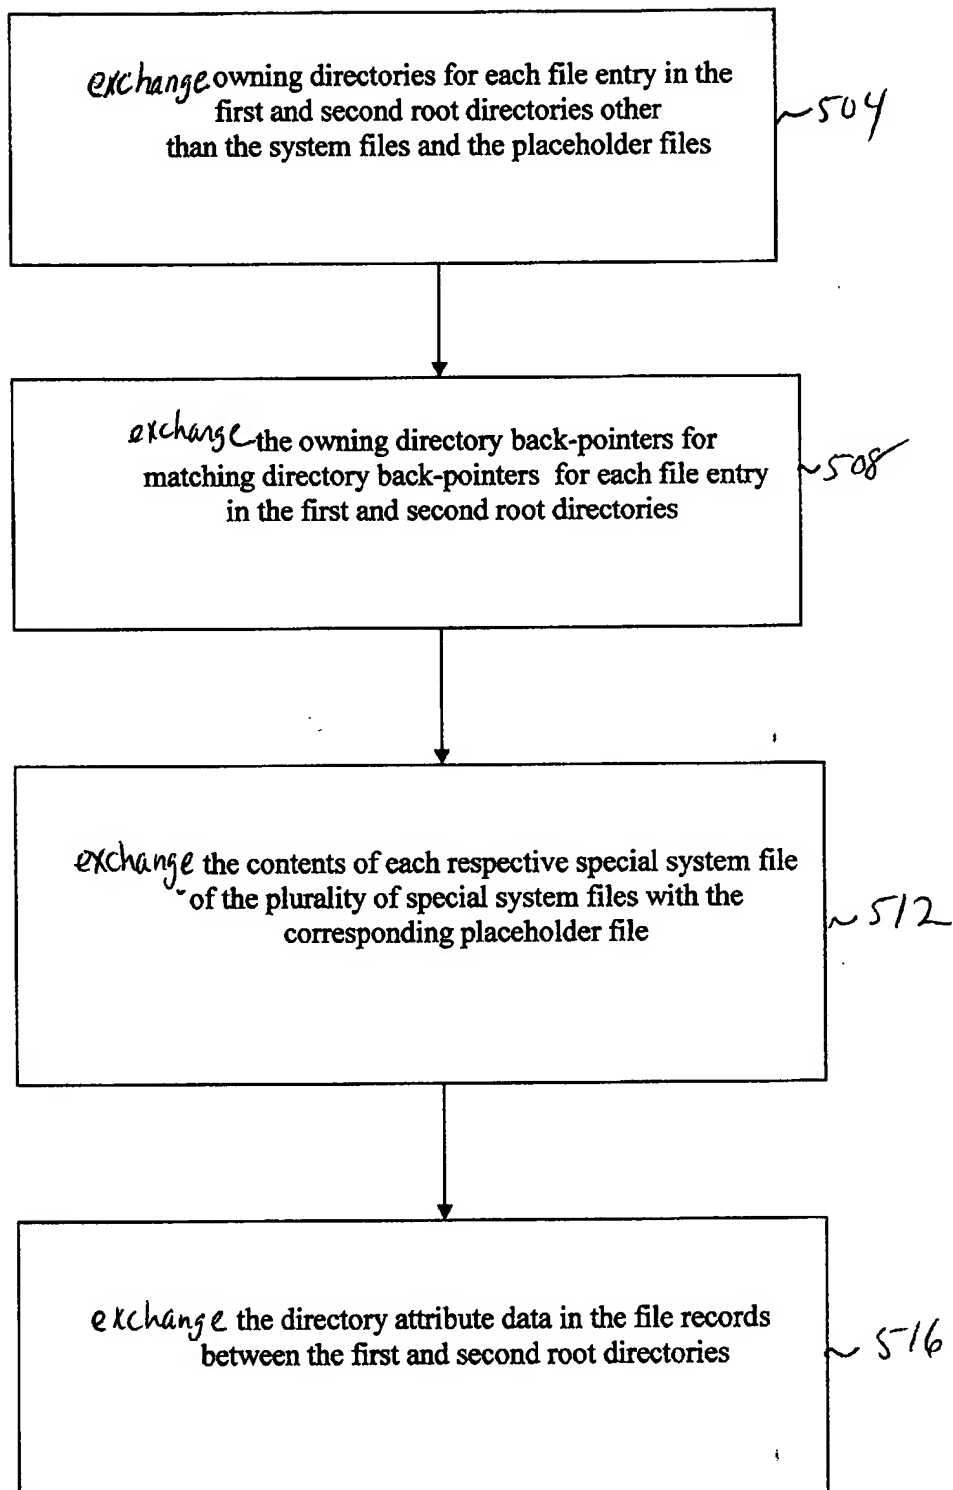 exchange owning directories for each file entry in the
first and second root directories other
than the system files and the placeholder files
~504
exchange the owning directory back-pointers for
matching directory back-pointers for each file entry
in the first and second root directories
~508
exchange the contents of each respective special system file
of the plurality of special system files with the
corresponding placeholder file
~512
exchange the directory attribute data in the file records
between the first and second root directories
~516